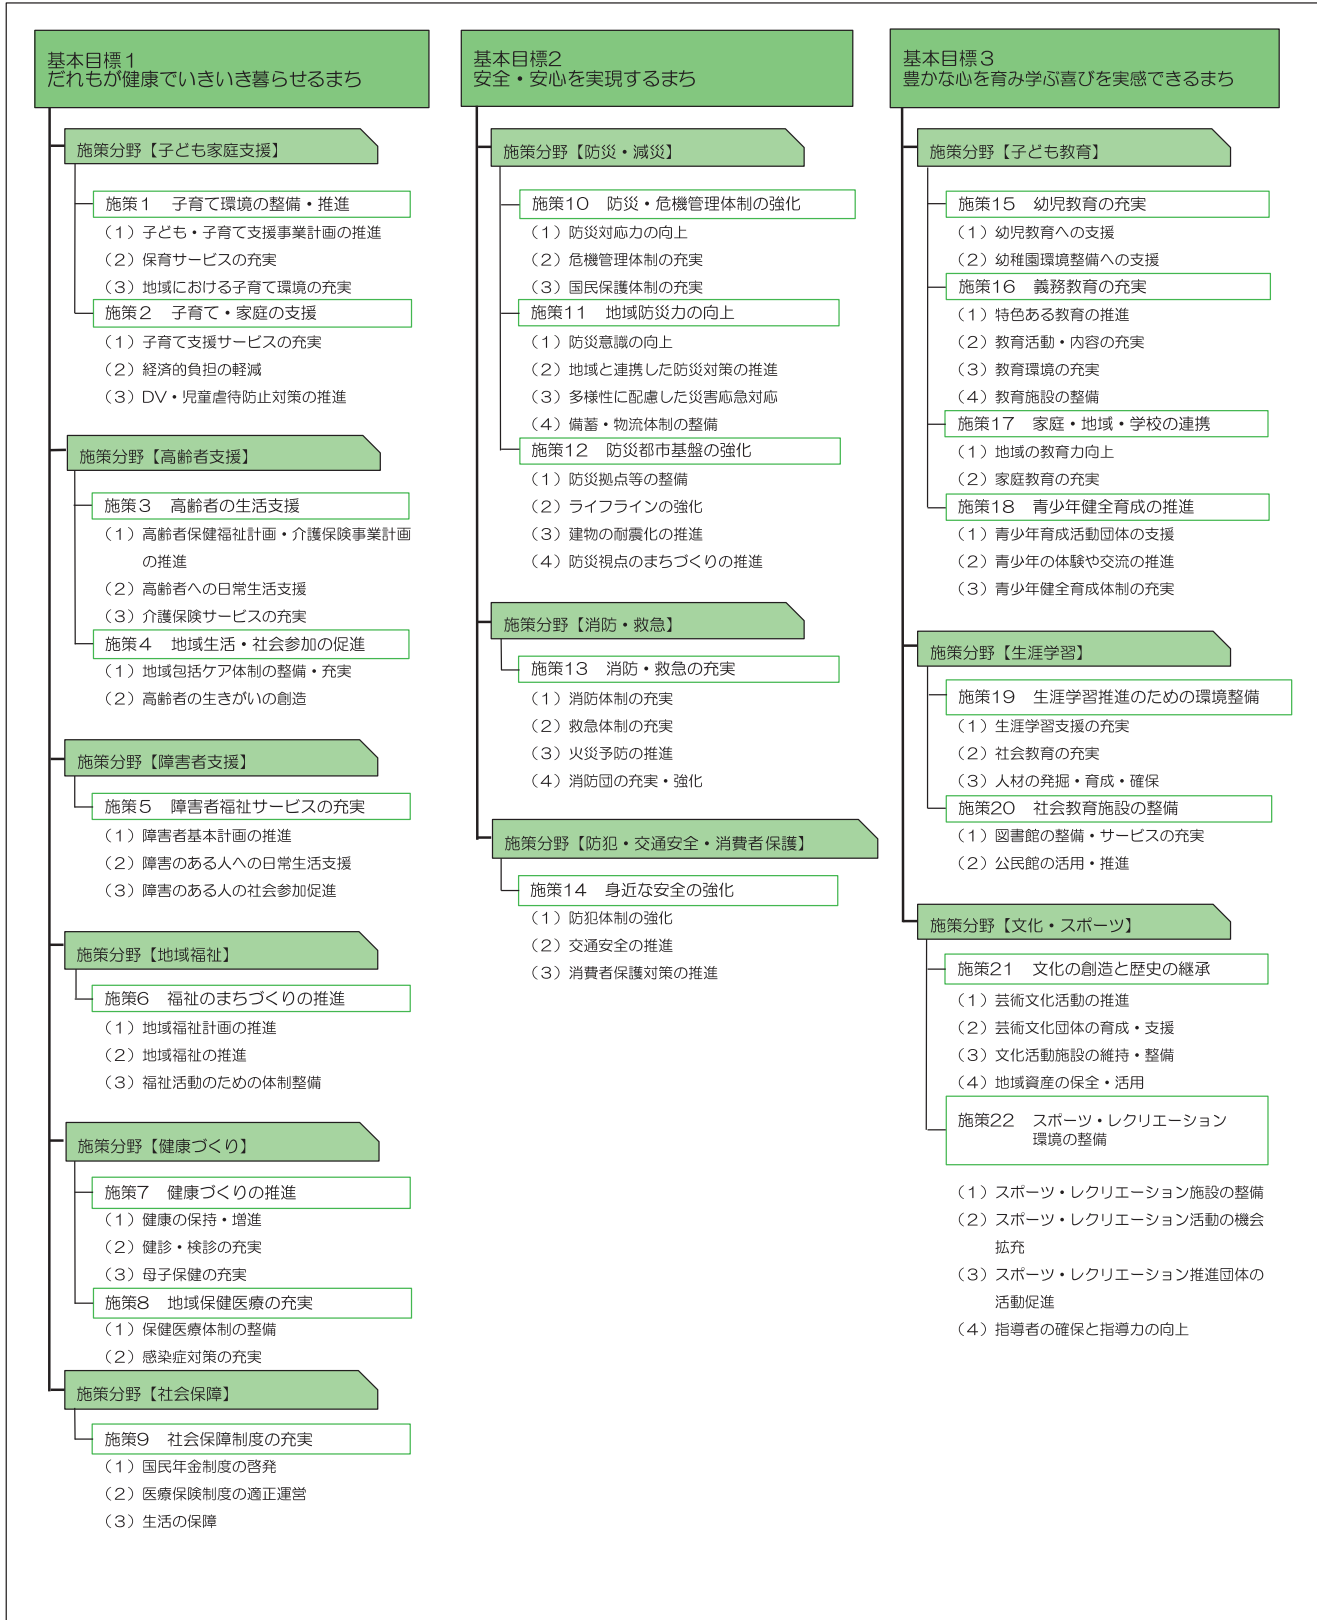 基本目標1
だれもが健康でいきいき暮らせるまち
施策分野【子ども家庭支援】
施策1　子育て環境の整備・推進
（1）子ども・子育て支援事業計画の推進
（2）保育サービスの充実
（3）地域における子育て環境の充実
施策2　子育て・家庭の支援
（1）子育て支援サービスの充実
（2）経済的負担の軽減
（3）DV・児童虐待防止対策の推進
施策分野【高齢者支援】
施策3　高齢者の生活支援
（1）高齢者保健福祉計画・介護保険事業計画
の推進
（2）高齢者への日常生活支援
（3）介護保険サービスの充実
施策4　地域生活・社会参加の促進
（1）地域包括ケア体制の整備・充実
（2）高齢者の生きがいの創造
施策分野【障害者支援】
施策5　障害者福祉サービスの充実
（1）障害者基本計画の推進
（2）障害のある人への日常生活支援
（3）障害のある人の社会参加促進
施策分野【地域福祉】
施策6　福祉のまちづくりの推進
（1）地域福祉計画の推進
（2）地域福祉の推進
（3）福祉活動のための体制整備
施策分野【健康づくり】
施策7　健康づくりの推進
（1）健康の保持・増進
（2）健診・検診の充実
（3）母子保健の充実
施策8　地域保健医療の充実
（1）保健医療体制の整備
（2）感染症対策の充実
施策分野【社会保障】
施策9　社会保障制度の充実
（1）国民年金制度の啓発
（2）医療保険制度の適正運営
（3）生活の保障
基本目標2
安全・安心を実現するまち
施策分野【防災・減災】
施策10　防災・危機管理体制の強化
（1）防災対応力の向上
（2）危機管理体制の充実
（3）国民保護体制の充実
施策11　地域防災力の向上
（1）防災意識の向上
（2）地域と連携した防災対策の推進
（3）多様性に配慮した災害応急対応
（4）備蓄・物流体制の整備
施策12　防災都市基盤の強化
（1）防災拠点等の整備
（2）ライフラインの強化
（3）建物の耐震化の推進
（4）防災視点のまちづくりの推進
施策分野【消防・救急】
施策13　消防・救急の充実
（1）消防体制の充実
（2）救急体制の充実
（3）火災予防の推進
（4）消防団の充実・強化
施策分野【防犯・交通安全・消費者保護】
施策14　身近な安全の強化
（1）防犯体制の強化
（2）交通安全の推進
（3）消費者保護対策の推進
基本目標3
豊かな心を育み学ぶ喜びを実感できるまち
施策分野【子ども教育】
施策15　幼児教育の充実
（1）幼児教育への支援
（2）幼稚園環境整備への支援
施策16　義務教育の充実
（1）特色ある教育の推進
（2）教育活動・内容の充実
（3）教育環境の充実
（4）教育施設の整備
施策17　家庭・地域・学校の連携
（1）地域の教育力向上
（2）家庭教育の充実
施策18　青少年健全育成の推進
（1）青少年育成活動団体の支援
（2）青少年の体験や交流の推進
（3）青少年健全育成体制の充実
施策分野【生涯学習】
施策19　生涯学習推進のための環境整備
（1）生涯学習支援の充実
（2）社会教育の充実
（3）人材の発掘・育成・確保
施策20　社会教育施設の整備
（1）図書館の整備・サービスの充実
（2）公民館の活用・推進
施策分野【文化・スポーツ】
施策21　文化の創造と歴史の継承
（1）芸術文化活動の推進
（2）芸術文化団体の育成・支援
（3）文化活動施設の維持・整備
（4）地域資産の保全・活用
施策22　スポーツ・レクリエーション
環境の整備
（1）スポーツ・レクリエーション施設の整備
（2）スポーツ・レクリエーション活動の機会
拡充
（3）スポーツ・レクリエーション推進団体の
活動促進
（4）指導者の確保と指導力の向上